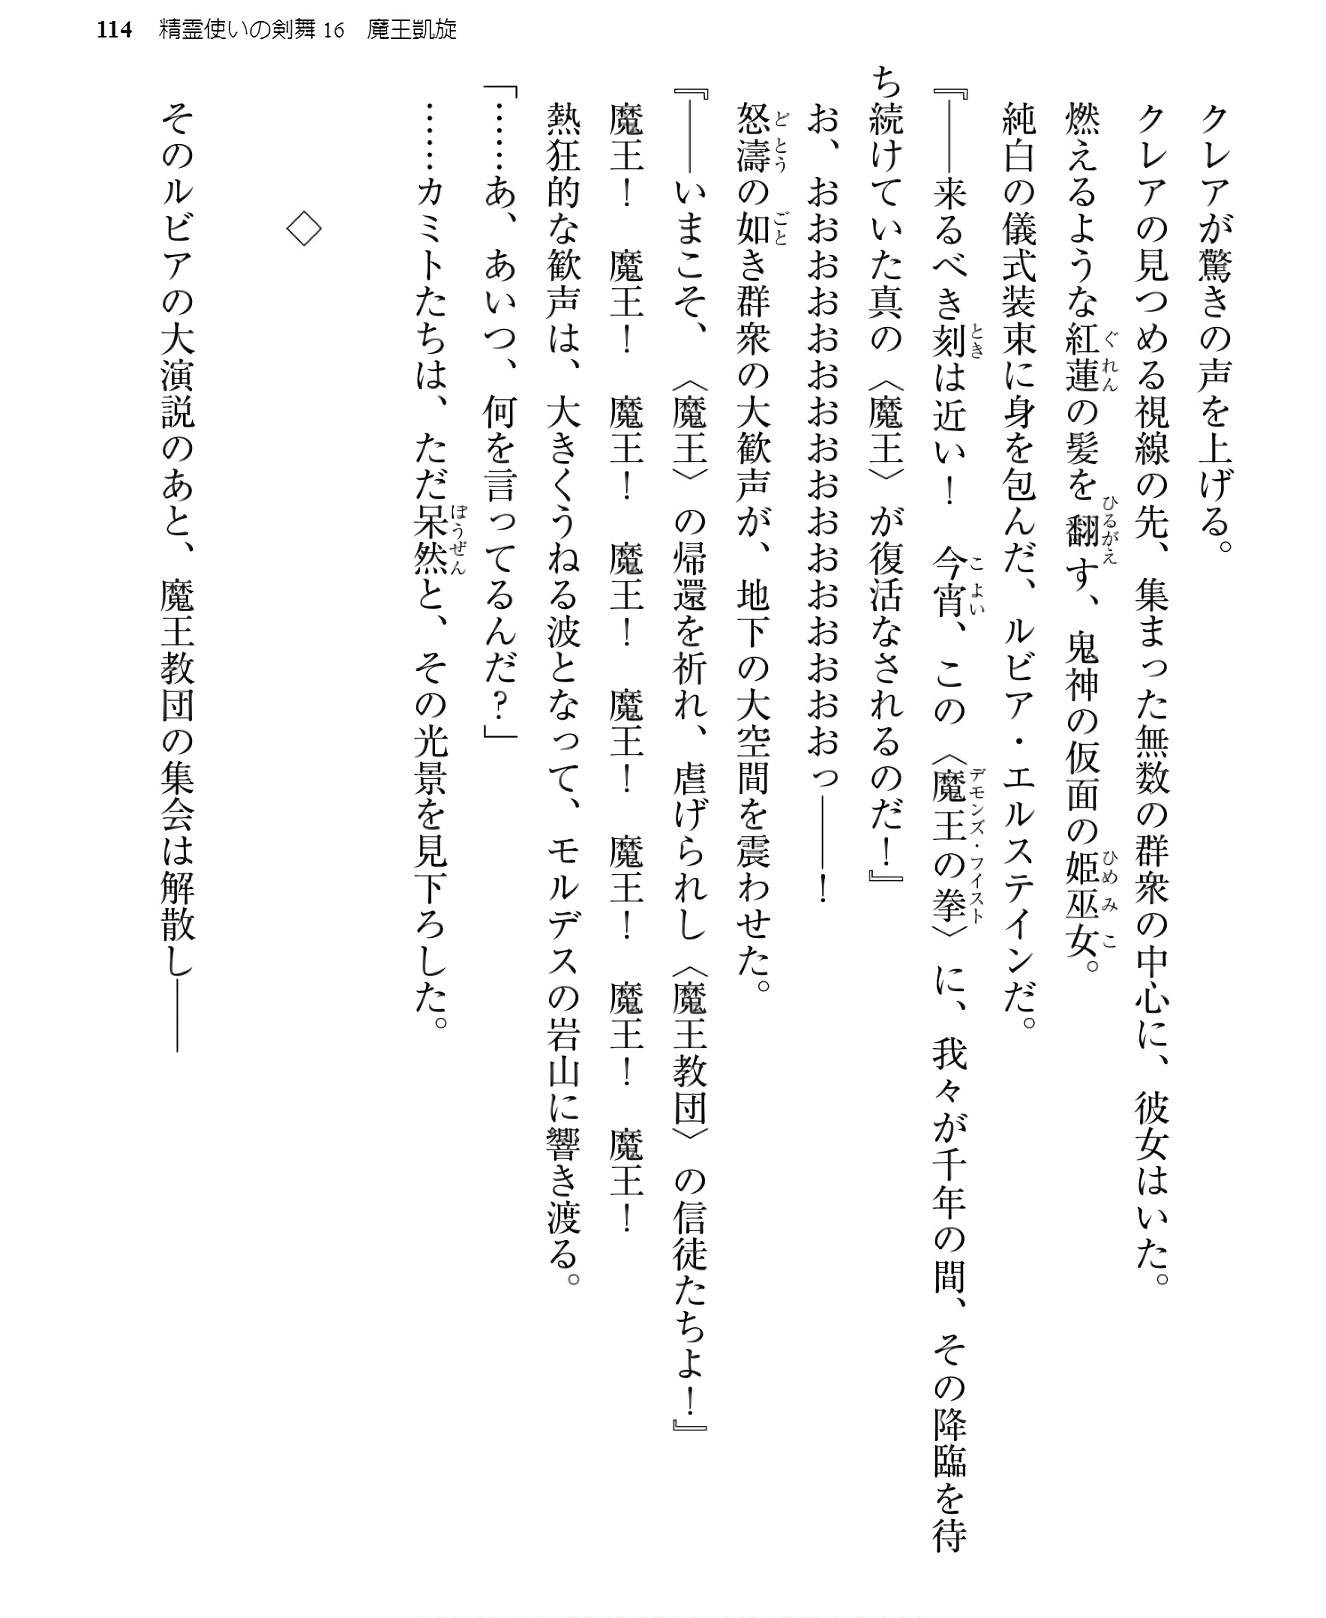 114 精霊使いの剣舞16 魔王凱旋
クレアが驚きの声を上げる。
クレアの見つめる視線の先、集まった無数の群衆の中心に、彼女はいた。
燃えるような紅蓮の髪を翻す、鬼神の仮面の姫巫女。
純白の儀式装束に身を包んだ、ルビア・エルステインだ。
『――来るべき刻は近い！　今宵、この〈魔王の拳〉に、我々が千年の間、その降臨を待
ち続けていた真の〈魔王〉が復活なされるのだ！』
お、おおおおおおおおおおおおおおおおっ――！
怒濤の如き群衆の大歓声が、地下の大空間を震わせた。
『――いまこそ、〈魔王〉の帰還を祈れ、虐げられし〈魔王教団〉の信徒たちよ！』
魔王！　魔王！　魔王！　魔王！　魔王！　魔王！　魔王！　魔王！
熱狂的な歓声は、大きくうねる波となって、モルデスの岩山に響き渡る。
「……あ、あいつ、何を言ってるんだ？」
……カミトたちは、ただ呆然と、その光景を見下ろした。
◇
そのルビアの大演説のあと、魔王教団の集会は解散し――